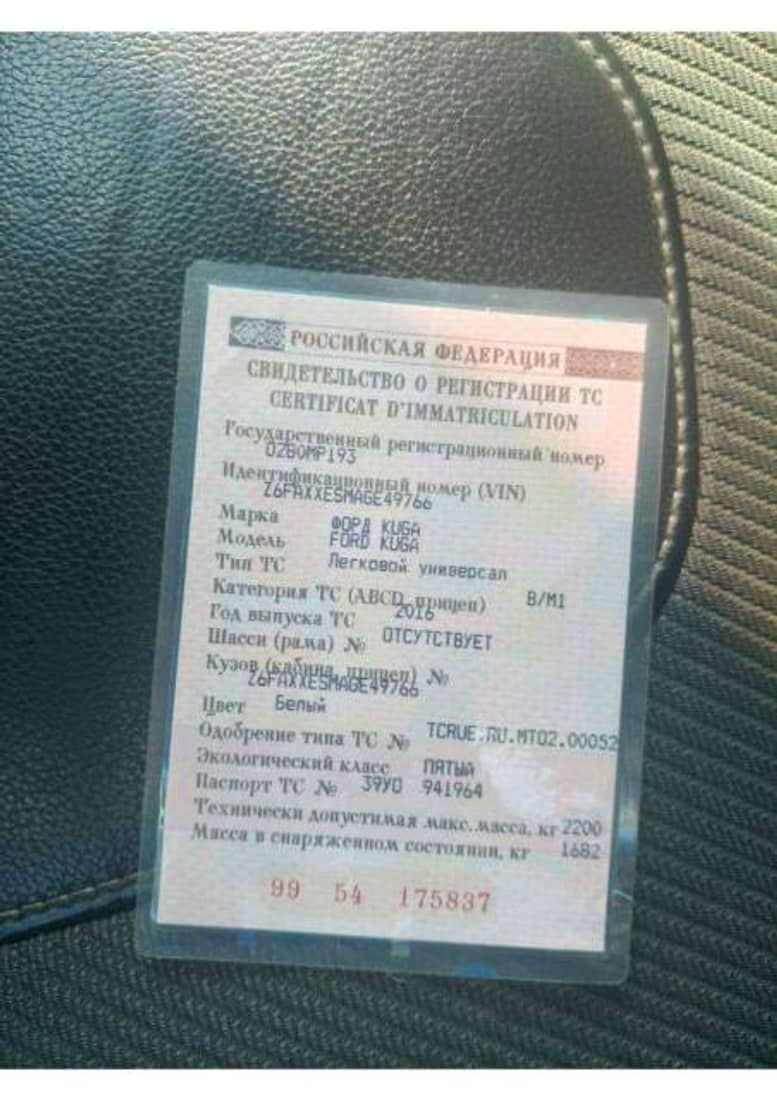 РОССИЙСКАЯ ФЕДЕРАЦИЯ
СВИДЕТЕЛЬСТВО О РЕГИСТРАЦИИ ТС
CERTIFICAT D'IMMATRICULATION
Государственный регистрационный номер
О280МР193
Идентификационный номер (VIN)
Z6FAXXESMAGE49766
Марка ФОРД KUGA
Модель FORD KUGA
Тип ТС Легковой универсал
Категория ТС (ABCD, прицеп) B/M1
Год выпуска ТС 2016
Шасси (рама) № ОТСУТСТВУЕТ
Кузов (кабина, прицеп) №
Z6FAXXESMAGE49766
Цвет Белый
Одобрение типа ТС № TCRUE.RU.MT02.00052
Экологический класс ПЯТЫЙ
Паспорт ТС № 39УО 941964
Технически допустимая макс. масса, кг 2200
Масса в снаряженном состоянии, кг 1682
99 54 175837